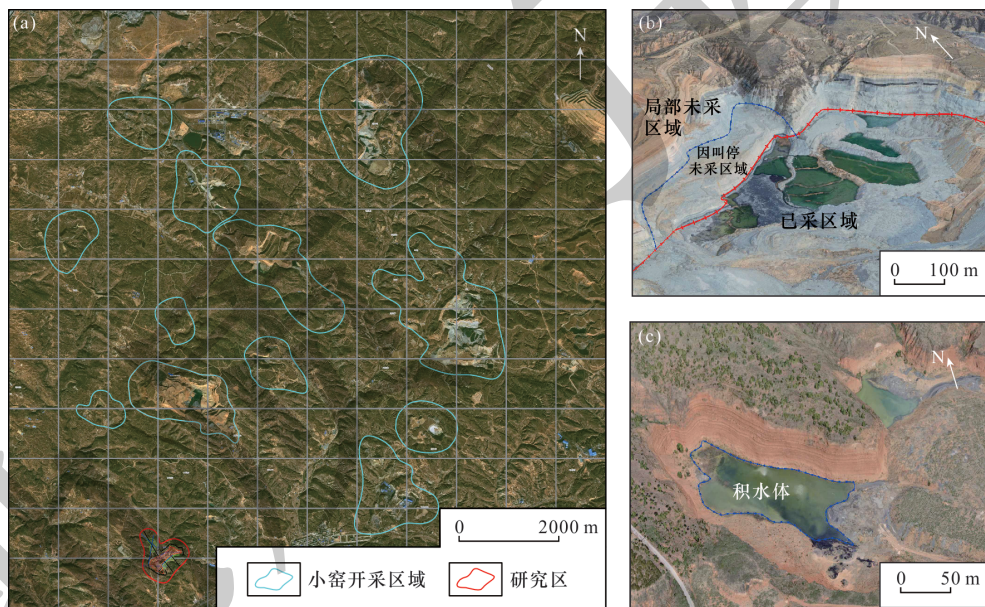 (a)
N
0 2000 m
小窑开采区域 研究区
(b)
N
局部未采
区域
因叫停
未采区域
已采区域
0 100 m
(c)
N
积水体
0 50 m